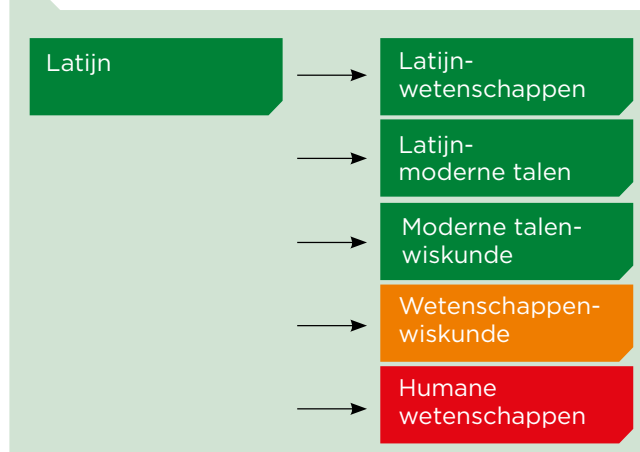 Latijn
Latijn-
wetenschappen
Latijn-
moderne talen
Moderne talen-
wiskunde
Wetenschappen-
wiskunde
Humane
wetenschappen